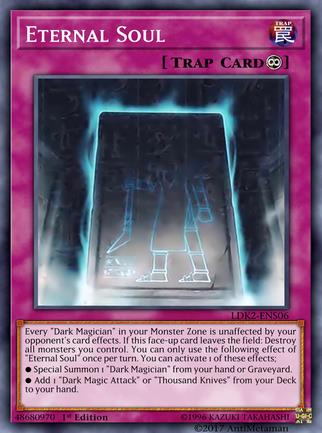 Eternal Soul
TRAP
罠
[Trap Card]
LDK2-ENS06
Every "Dark Magician" in your Monster Zone is unaffected by your
opponent's card effects. If this face-up card leaves the field: Destroy
all monsters you control. You can only use the following effect of
"Eternal Soul" once per turn. You can activate 1 of these effects;
● Special Summon 1 "Dark Magician" from your hand or Graveyard.
● Add 1 "Dark Magic Attack" or "Thousand Knives" from your Deck
to your hand.
48680970 1st Edition ©1996 KAZUKI TAKAHASHI
©2017 AntiMetaman